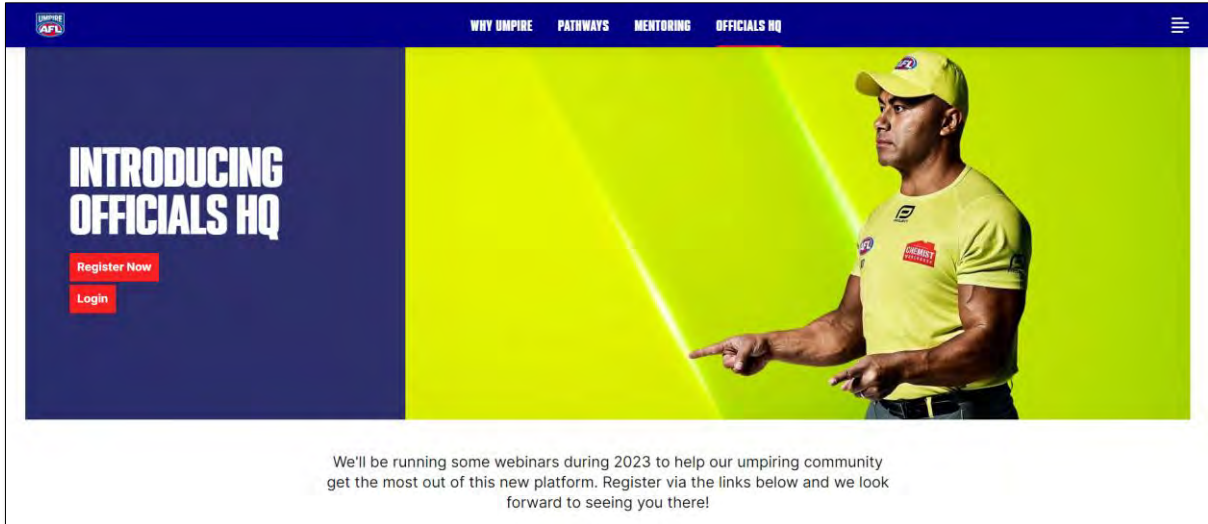 UMPIRE
AFL
WHY UMPIRE PATHWAYS MENTORING OFFICIALS HQ
INTRODUCING
OFFICIALS HQ
Register Now
Login
AFL
AFL
CHEMIST
WAREHOUSE
We'll be running some webinars during 2023 to help our umpiring community
get the most out of this new platform. Register via the links below and we look
forward to seeing you there!